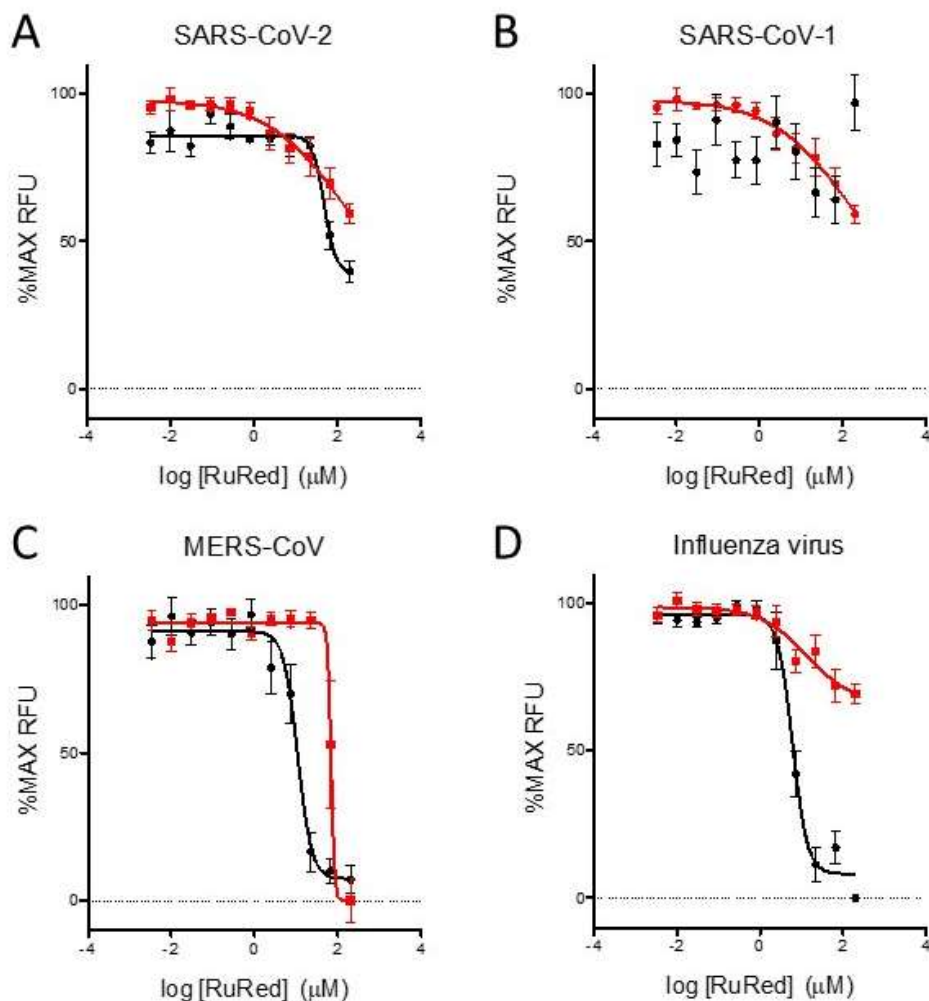 A
SARS-CoV-2
100
50
0
%MAX RFU
-4
-2
0
2
4
log [RuRed] (μM)
B
SARS-CoV-1
100
50
0
%MAX RFU
-4
-2
0
2
4
log [RuRed] (μM)
C
MERS-CoV
100
50
0
%MAX RFU
-4
-2
0
2
4
log [RuRed] (μM)
D
Influenza virus
100
50
0
%MAX RFU
-4
-2
0
2
4
log [RuRed] (μM)